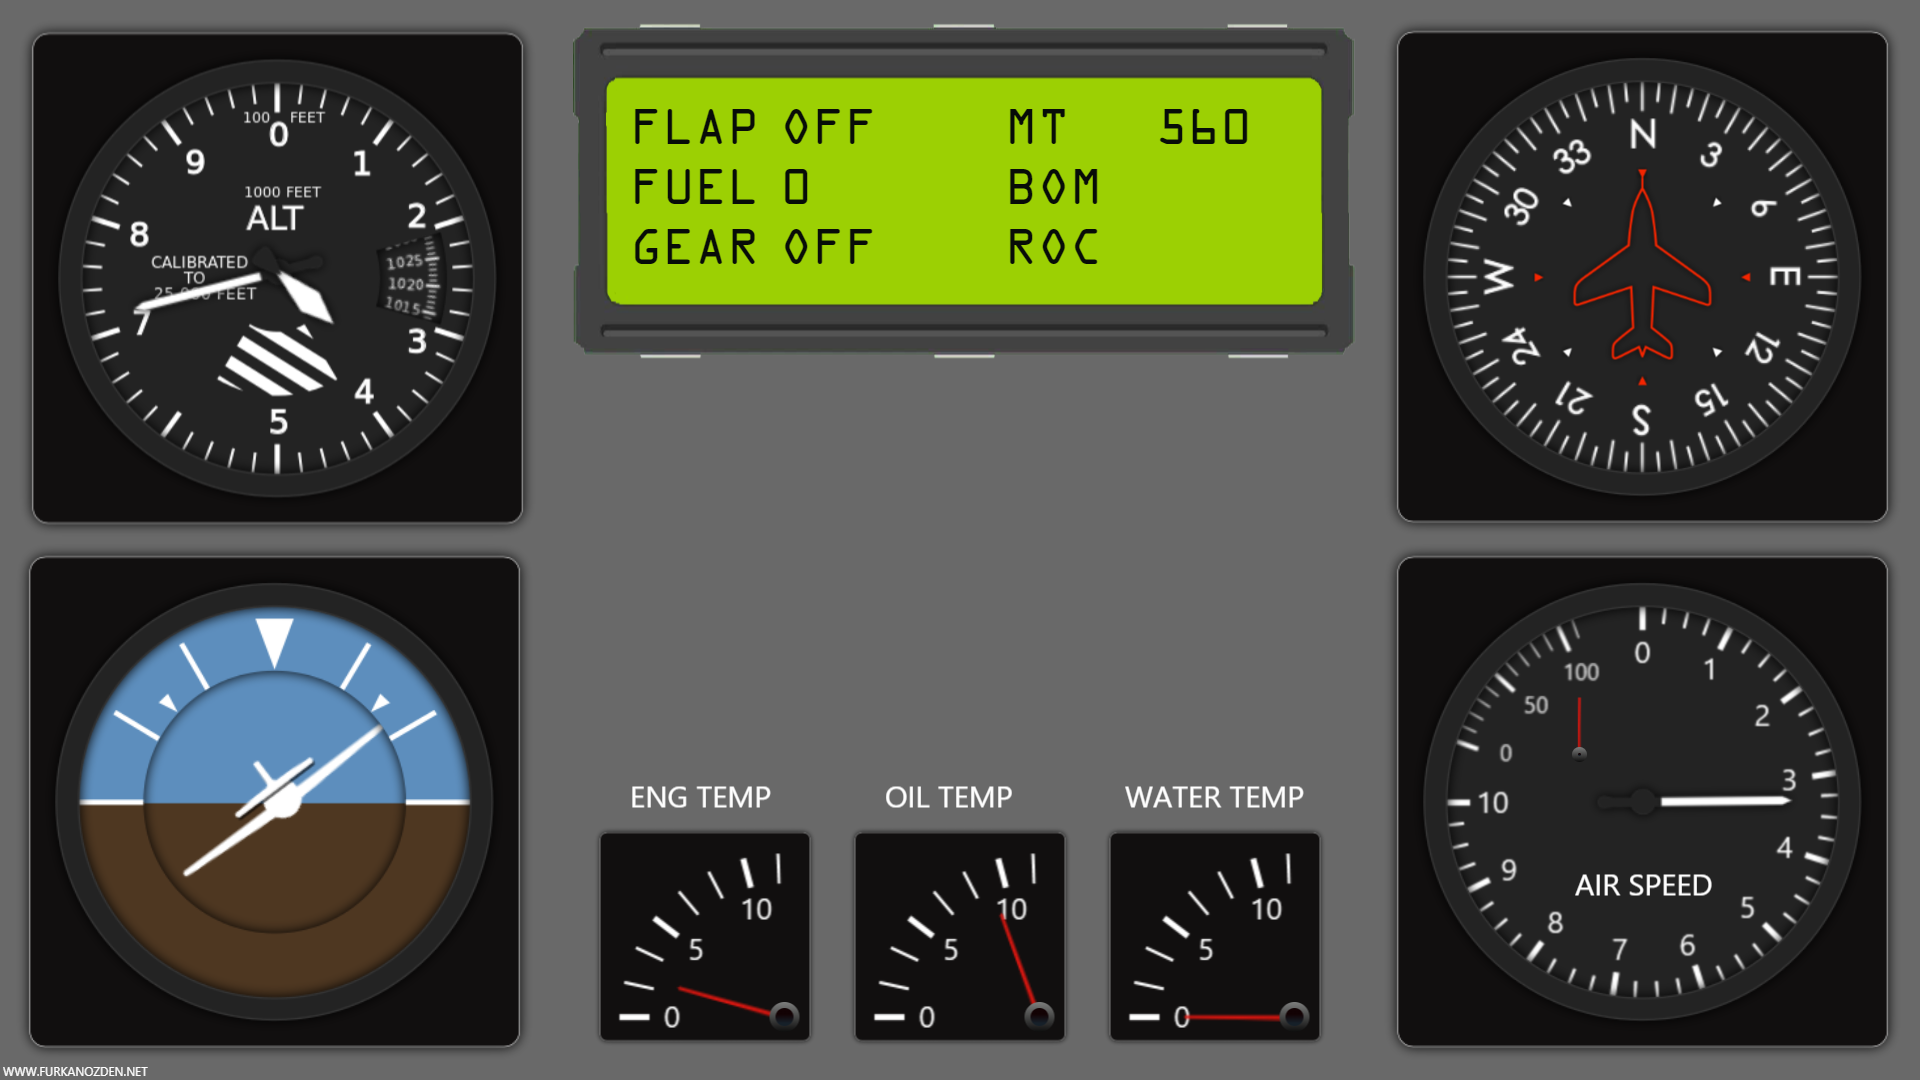 100 FEET
0
1
2
3
4
5
7
8
9
1000 FEET
ALT
CALIBRATED
TO
25,000 FEET
1025
1020
1015
FLAP OFF MT 560
FUEL 0 BOM
GEAR OFF ROC
N
3
6
E
12
15
S
21
24
W
30
33
ENG TEMP
0
5
10
OIL TEMP
0
5
10
WATER TEMP
0
5
10
0
1
2
3
4
5
6
7
8
9
10
0
50
100
AIR SPEED
WWW.FURKANOZDEN.NET